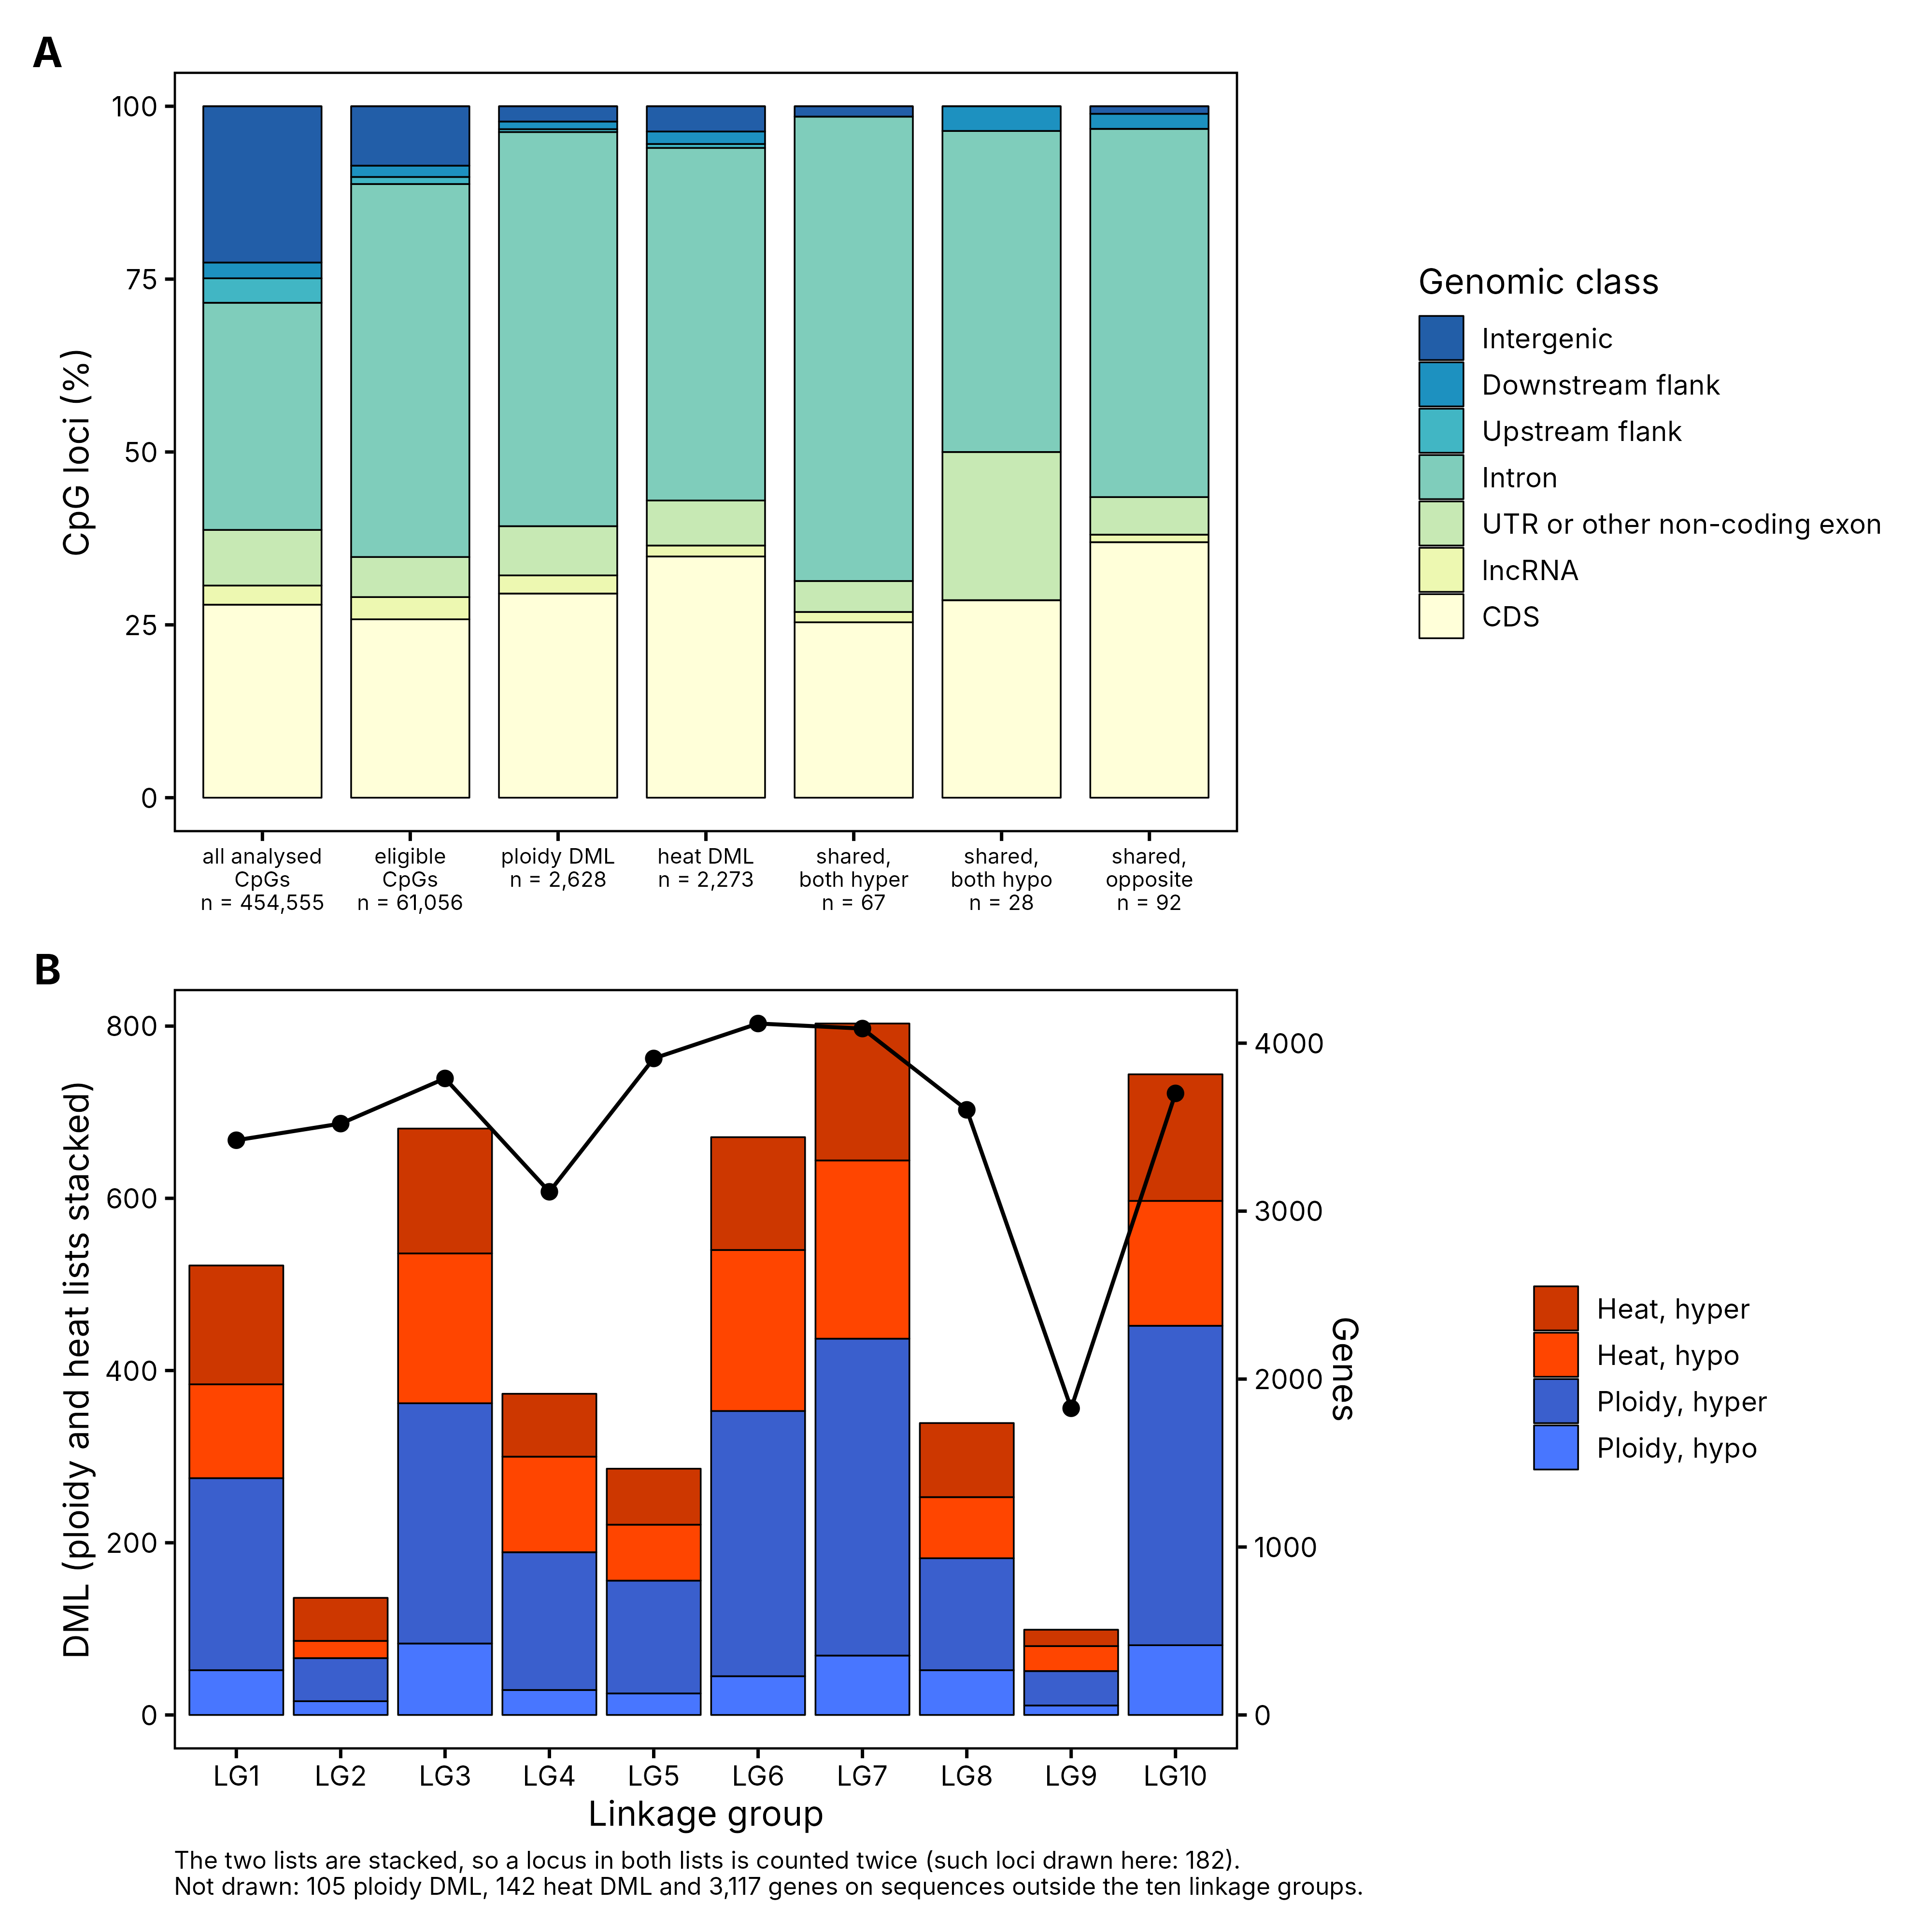 A
CpG loci (%)
100
75
50
25
0
all analysed
CpGs
n = 454,555
eligible
CpGs
n = 61,056
ploidy DML
n = 2,628
heat DML
n = 2,273
shared,
both hyper
n = 67
shared,
both hypo
n = 28
shared,
opposite
n = 92
Genomic class
Intergenic
Downstream flank
Upstream flank
Intron
UTR or other non-coding exon
lncRNA
CDS
B
DML (ploidy and heat lists stacked)
800
600
400
200
0
4000
3000
2000
1000
0
Genes
LG1
LG2
LG3
LG4
LG5
LG6
LG7
LG8
LG9
LG10
Linkage group
Heat, hyper
Heat, hypo
Ploidy, hyper
Ploidy, hypo
The two lists are stacked, so a locus in both lists is counted twice (such loci drawn here: 182).
Not drawn: 105 ploidy DML, 142 heat DML and 3,117 genes on sequences outside the ten linkage groups.